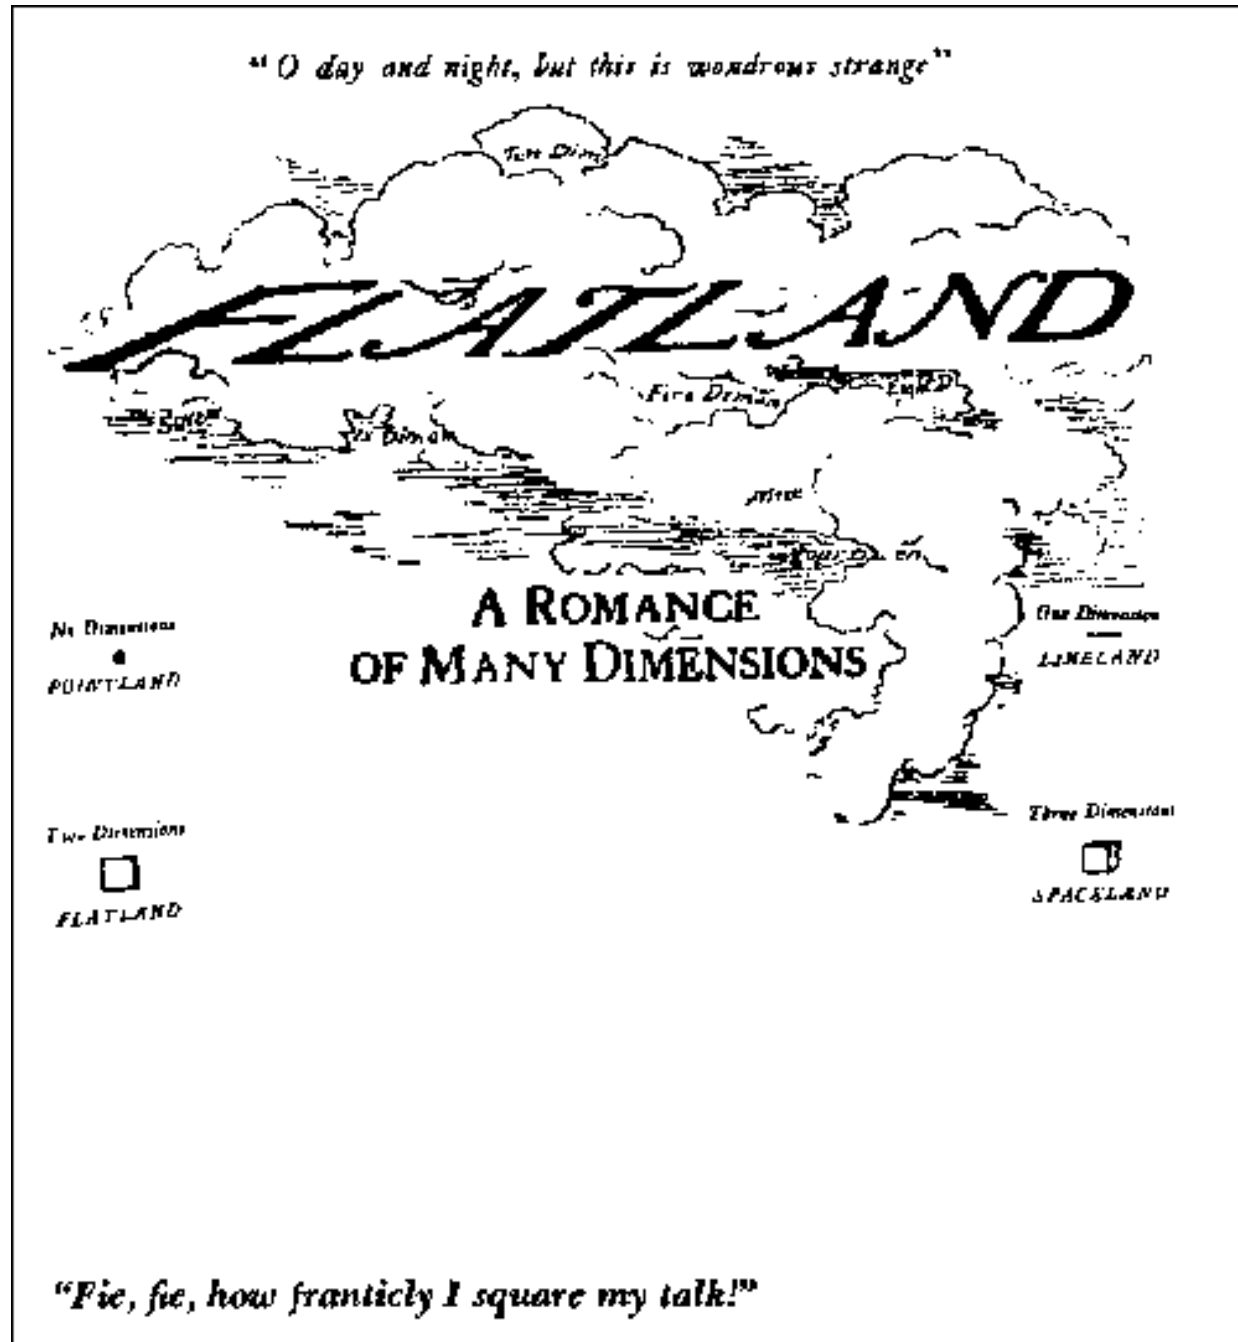 "O day and night, but this is wondrous strange"
FLATLAND
Five Dimen
A ROMANCE
OF MANY DIMENSIONS
No Dimensions
POINTLAND
One Dimension
LINELAND
Two Dimensions
FLATLAND
Three Dimensions
SPACELAND
"Fie, fie, how franticly I square my talk!"